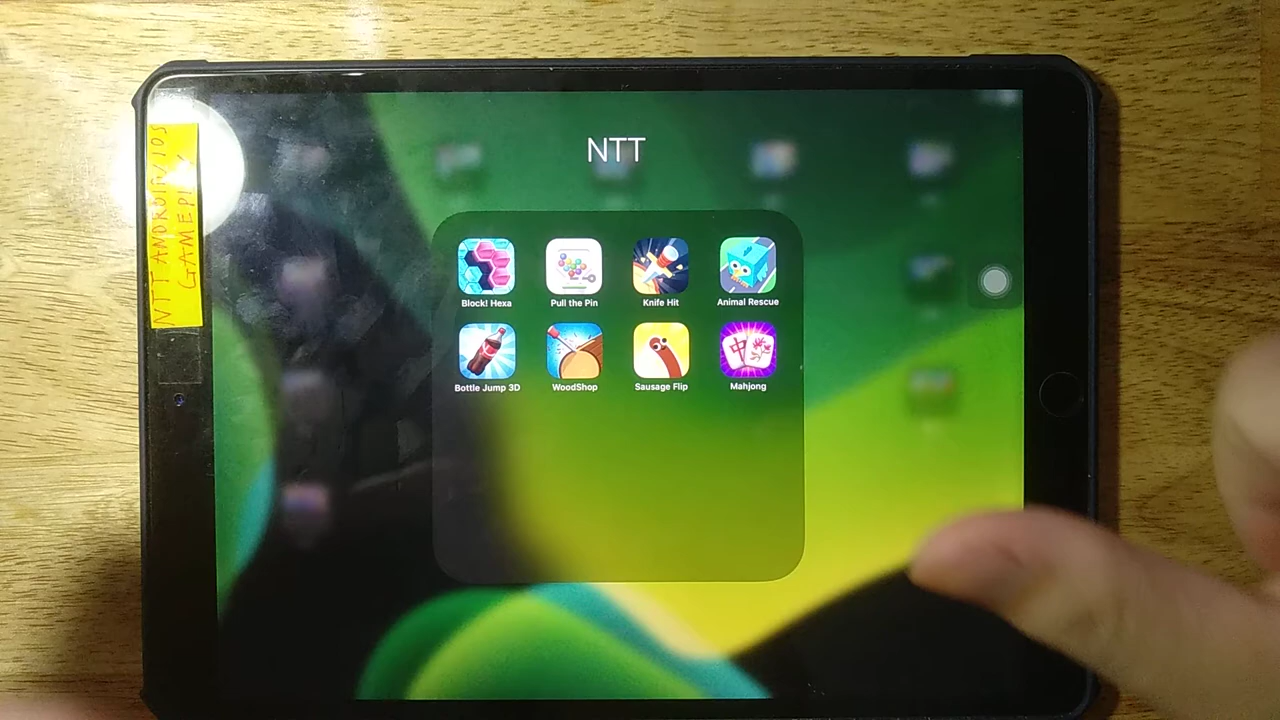 NTT ANDROID/IOS
GAMEPLAY
NTT
Block! Hexa
Pull the Pin
Knife Hit
Animal Rescue
Bottle Jump 3D
WoodShop
Sausage Flip
中
Mahjong